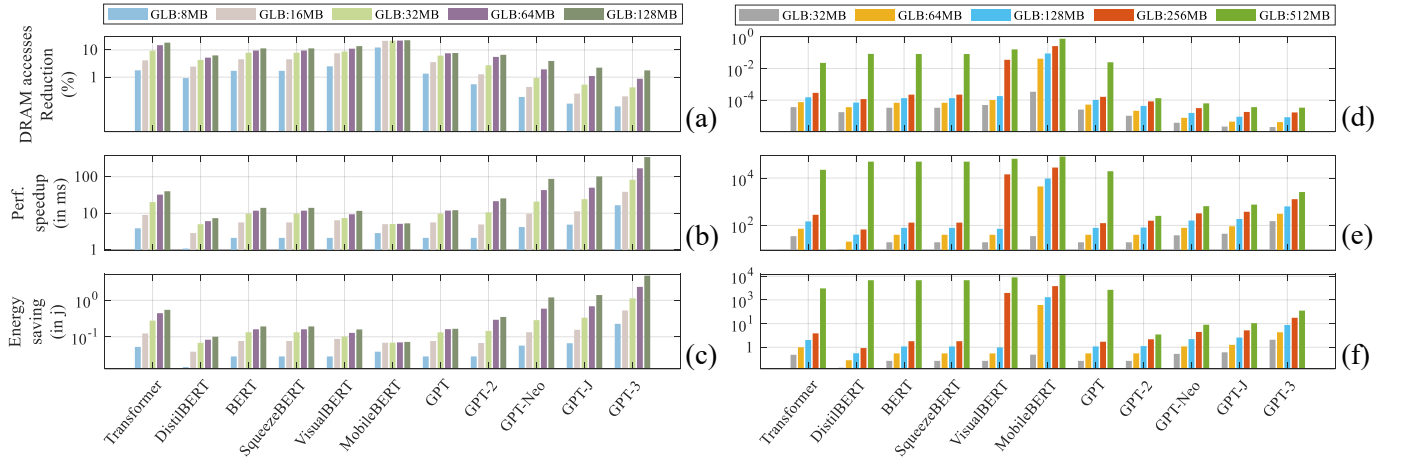 GLB:8MB GLB:16MB GLB:32MB GLB:64MB GLB:128MB
DRAM accesses
Reduction
(%)
10
1
(a)
Perf.
speedup
(in ms)
100
10
1
(b)
Energy
saving
(in j)
10^0
10^-1
(c)
Transformer
DistilBERT
BERT
SqueezeBERT
VisualBERT
MobileBERT
GPT
GPT-2
GPT-Neo
GPT-J
GPT-3
GLB:32MB GLB:64MB GLB:128MB GLB:256MB GLB:512MB
10^0
10^-2
10^-4
(d)
10^4
10^2
(e)
10^4
10^3
10^1
1
(f)
Transformer
DistilBERT
BERT
SqueezeBERT
VisualBERT
MobileBERT
GPT
GPT-2
GPT-Neo
GPT-J
GPT-3